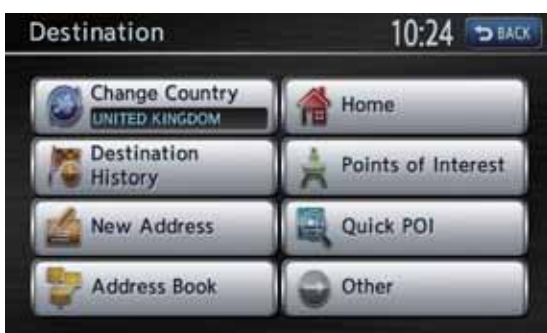 Destination 10:24 BACK
Change Country
UNITED KINGDOM
Home
Destination
History
Points of Interest
New Address
Quick POI
Address Book
Other